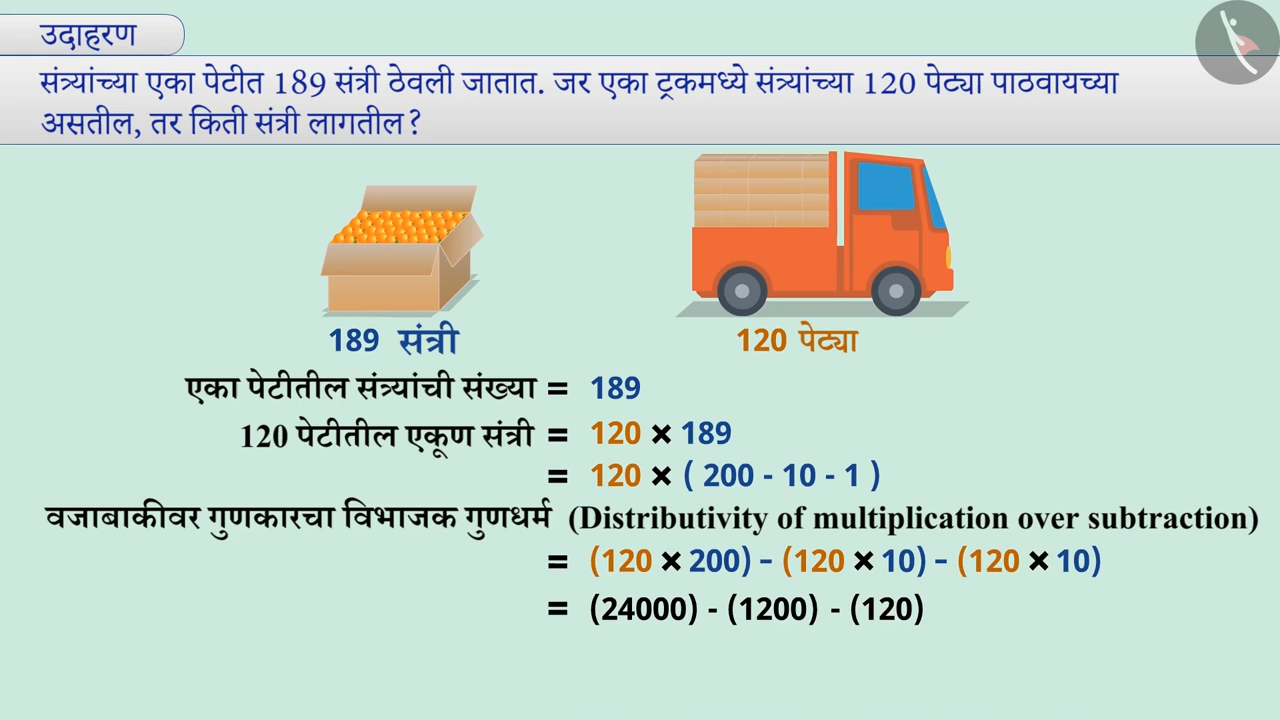 उदाहरण
संत्र्यांच्या एका पेटीत 189 संत्री ठेवली जातात. जर एका ट्रकमध्ये संत्र्यांच्या 120 पेट्या पाठवायच्या
असतील, तर किती संत्री लागतील?
189 संत्री
120 पेट्या
एका पेटीतील संत्र्यांची संख्या = 189
120 पेटीतील एकूण संत्री = 120 × 189
= 120 × ( 200 - 10 - 1 )
वजाबाकीवर गुणकारचा विभाजक गुणधर्म (Distributivity of multiplication over subtraction)
= (120 × 200) – (120 × 10) – (120 × 10)
= (24000) - (1200) - (120)